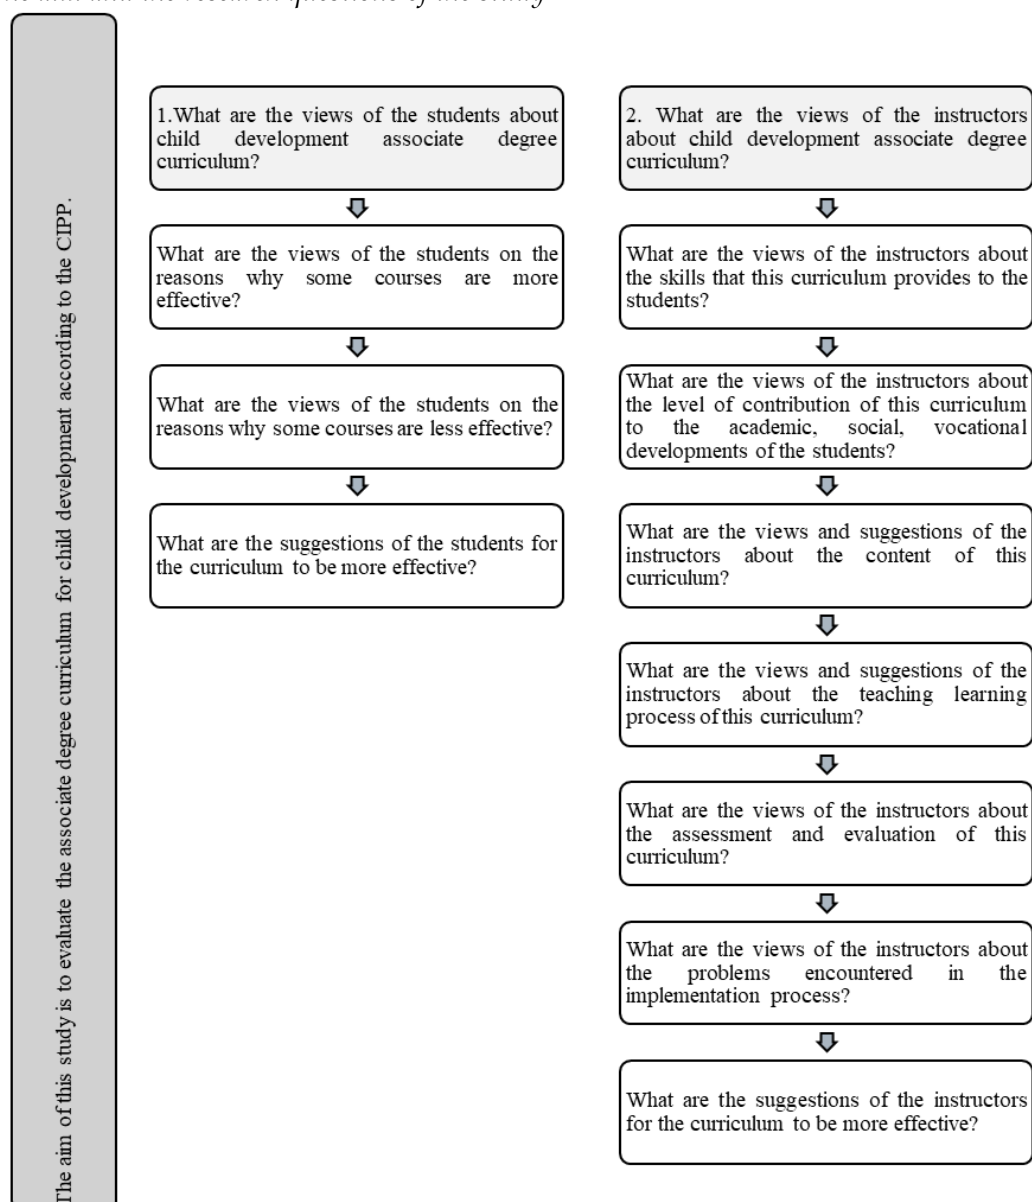 and the research questions of the study
The aim of this study is to evaluate the associate degree curriculum for child development according to the CIPP.
1.What are the views of the students about
child development associate degree
curriculum?
What are the views of the students on the
reasons why some courses are more
effective?
What are the views of the students on the
reasons why some courses are less effective?
What are the suggestions of the students for
the curriculum to be more effective?
2. What are the views of the instructors
about child development associate degree
curriculum?
What are the views of the instructors about
the skills that this curriculum provides to the
students?
What are the views of the instructors about
the level of contribution of this curriculum
to the academic, social, vocational
developments of the students?
What are the views and suggestions of the
instructors about the content of this
curriculum?
What are the views and suggestions of the
instructors about the teaching learning
process of this curriculum?
What are the views of the instructors about
the assessment and evaluation of this
curriculum?
What are the views of the instructors about
the problems encountered in the
implementation process?
What are the suggestions of the instructors
for the curriculum to be more effective?